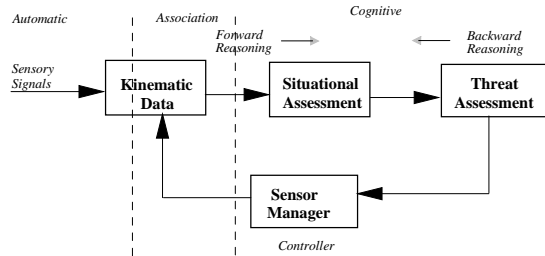 Automatic
Association
Cognitive
Forward
Reasoning
Backward
Reasoning
Sensory
Signals
Kinematic
Data
Situational
Assessment
Threat
Assessment
Sensor
Manager
Controller